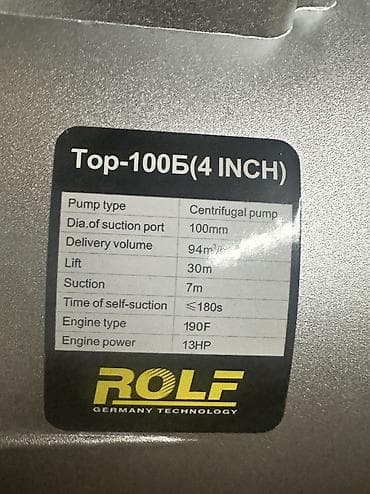 Top-100Б(4 INCH)
Pump type Centrifugal pump
Dia.of suction port 100mm
Delivery volume 94m³/h
Lift 30m
Suction 7m
Time of self-suction ≤180s
Engine type 190F
Engine power 13HP
ROLF
GERMANY TECHNOLOGY